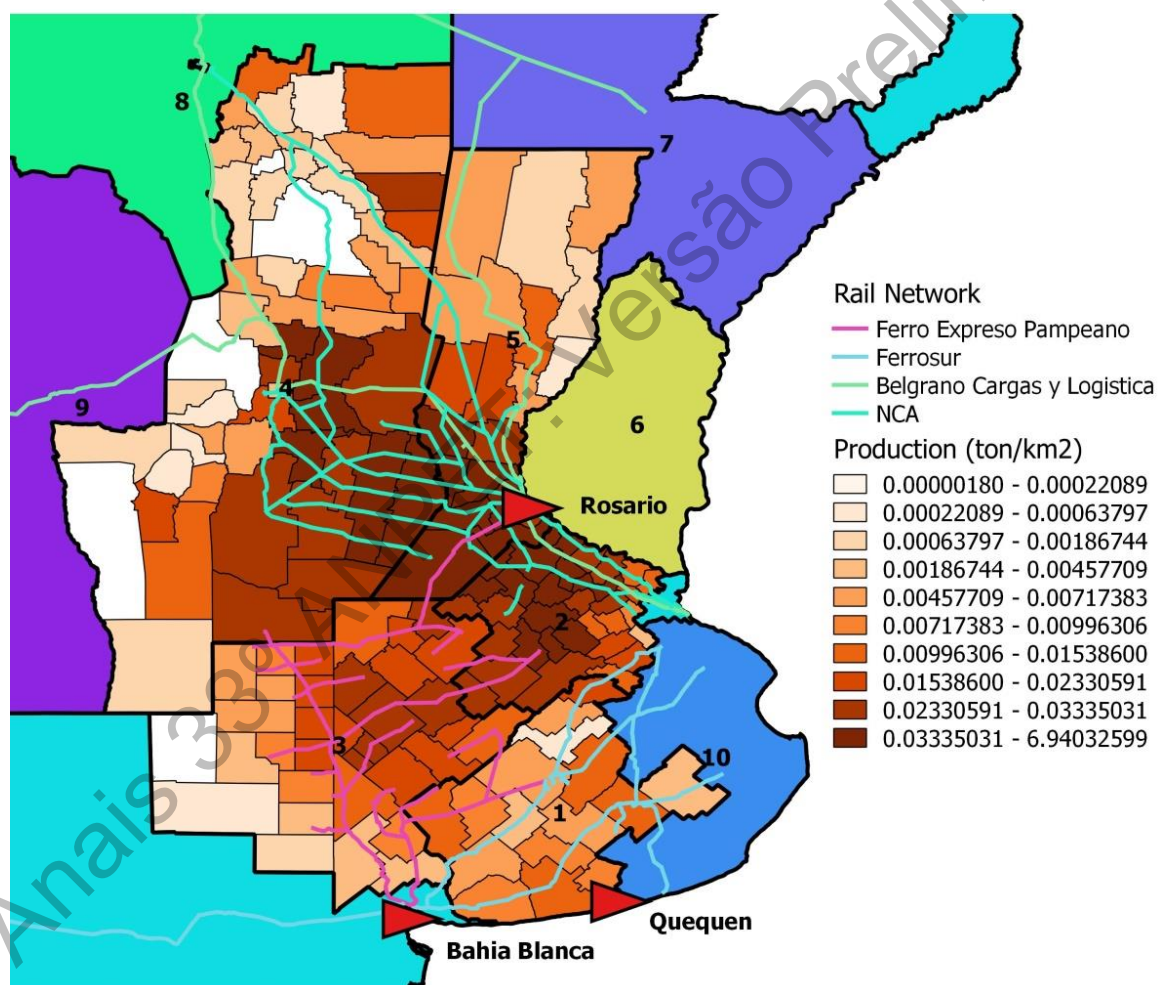 Anais 33º ANPET: Versão Prelim
8
7
5
4
9
6
Rosario
2
3
10
1
Quequen
Bahia Blanca
Rail Network
Ferro Expreso Pampeano
Ferrosur
Belgrano Cargas y Logistica
NCA
Production (ton/km2)
0.00000180 - 0.00022089
0.00022089 - 0.00063797
0.00063797 - 0.00186744
0.00186744 - 0.00457709
0.00457709 - 0.00717383
0.00717383 - 0.00996306
0.00996306 - 0.01538600
0.01538600 - 0.02330591
0.02330591 - 0.03335031
0.03335031 - 6.94032599